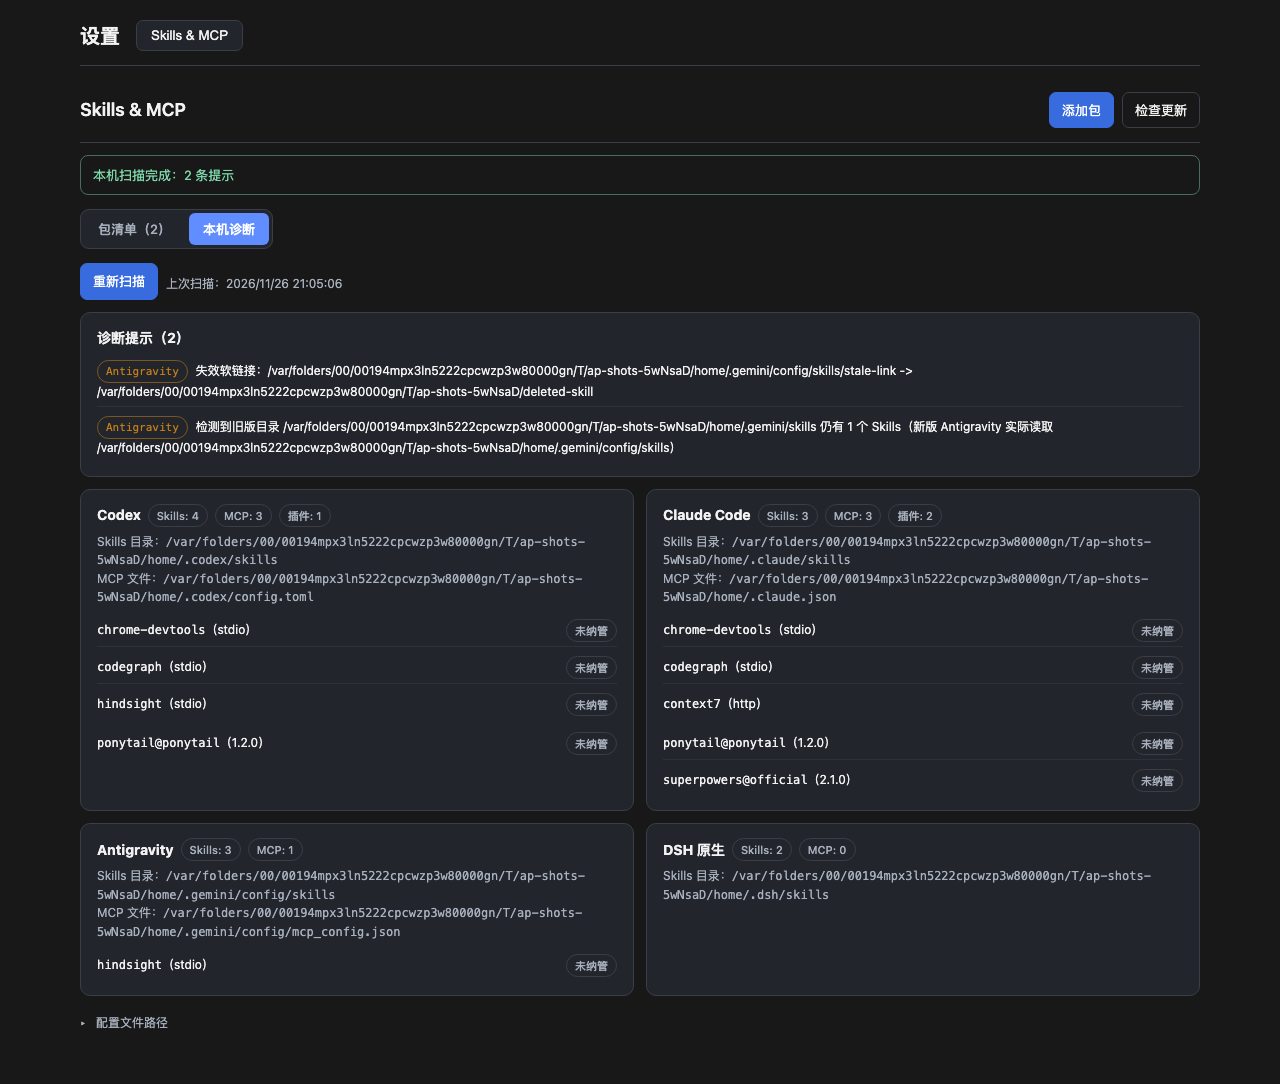 设置 Skills & MCP
Skills & MCP 添加包 检查更新
本机扫描完成：2 条提示
包清单（2） 本机诊断
重新扫描 上次扫描：2026/11/26 21:05:06
诊断提示（2）
Antigravity 失效软链接：/var/folders/00/00194mpx3ln5222cpcwzp3w80000gn/T/ap-shots-5wNsaD/home/.gemini/config/skills/stale-link ->
/var/folders/00/00194mpx3ln5222cpcwzp3w80000gn/T/ap-shots-5wNsaD/deleted-skill
Antigravity 检测到旧版目录 /var/folders/00/00194mpx3ln5222cpcwzp3w80000gn/T/ap-shots-5wNsaD/home/.gemini/skills 仍有 1 个 Skills（新版 Antigravity 实际读取
/var/folders/00/00194mpx3ln5222cpcwzp3w80000gn/T/ap-shots-5wNsaD/home/.gemini/config/skills）
Codex Skills: 4 MCP: 3 插件: 1
Skills 目录：/var/folders/00/00194mpx3ln5222cpcwzp3w80000gn/T/ap-shots-
5wNsaD/home/.codex/skills
MCP 文件：/var/folders/00/00194mpx3ln5222cpcwzp3w80000gn/T/ap-shots-
5wNsaD/home/.codex/config.toml
chrome-devtools (stdio) 未纳管
codegraph (stdio) 未纳管
hindsight (stdio) 未纳管
ponytail@ponytail (1.2.0) 未纳管
Claude Code Skills: 3 MCP: 3 插件: 2
Skills 目录：/var/folders/00/00194mpx3ln5222cpcwzp3w80000gn/T/ap-shots-
5wNsaD/home/.claude/skills
MCP 文件：/var/folders/00/00194mpx3ln5222cpcwzp3w80000gn/T/ap-shots-
5wNsaD/home/.claude.json
chrome-devtools (stdio) 未纳管
codegraph (stdio) 未纳管
context7 (http) 未纳管
ponytail@ponytail (1.2.0) 未纳管
superpowers@official (2.1.0) 未纳管
Antigravity Skills: 3 MCP: 1
Skills 目录：/var/folders/00/00194mpx3ln5222cpcwzp3w80000gn/T/ap-shots-
5wNsaD/home/.gemini/config/skills
MCP 文件：/var/folders/00/00194mpx3ln5222cpcwzp3w80000gn/T/ap-shots-
5wNsaD/home/.gemini/config/mcp_config.json
hindsight (stdio) 未纳管
DSH 原生 Skills: 2 MCP: 0
Skills 目录：/var/folders/00/00194mpx3ln5222cpcwzp3w80000gn/T/ap-shots-
5wNsaD/home/.dsh/skills
配置文件路径